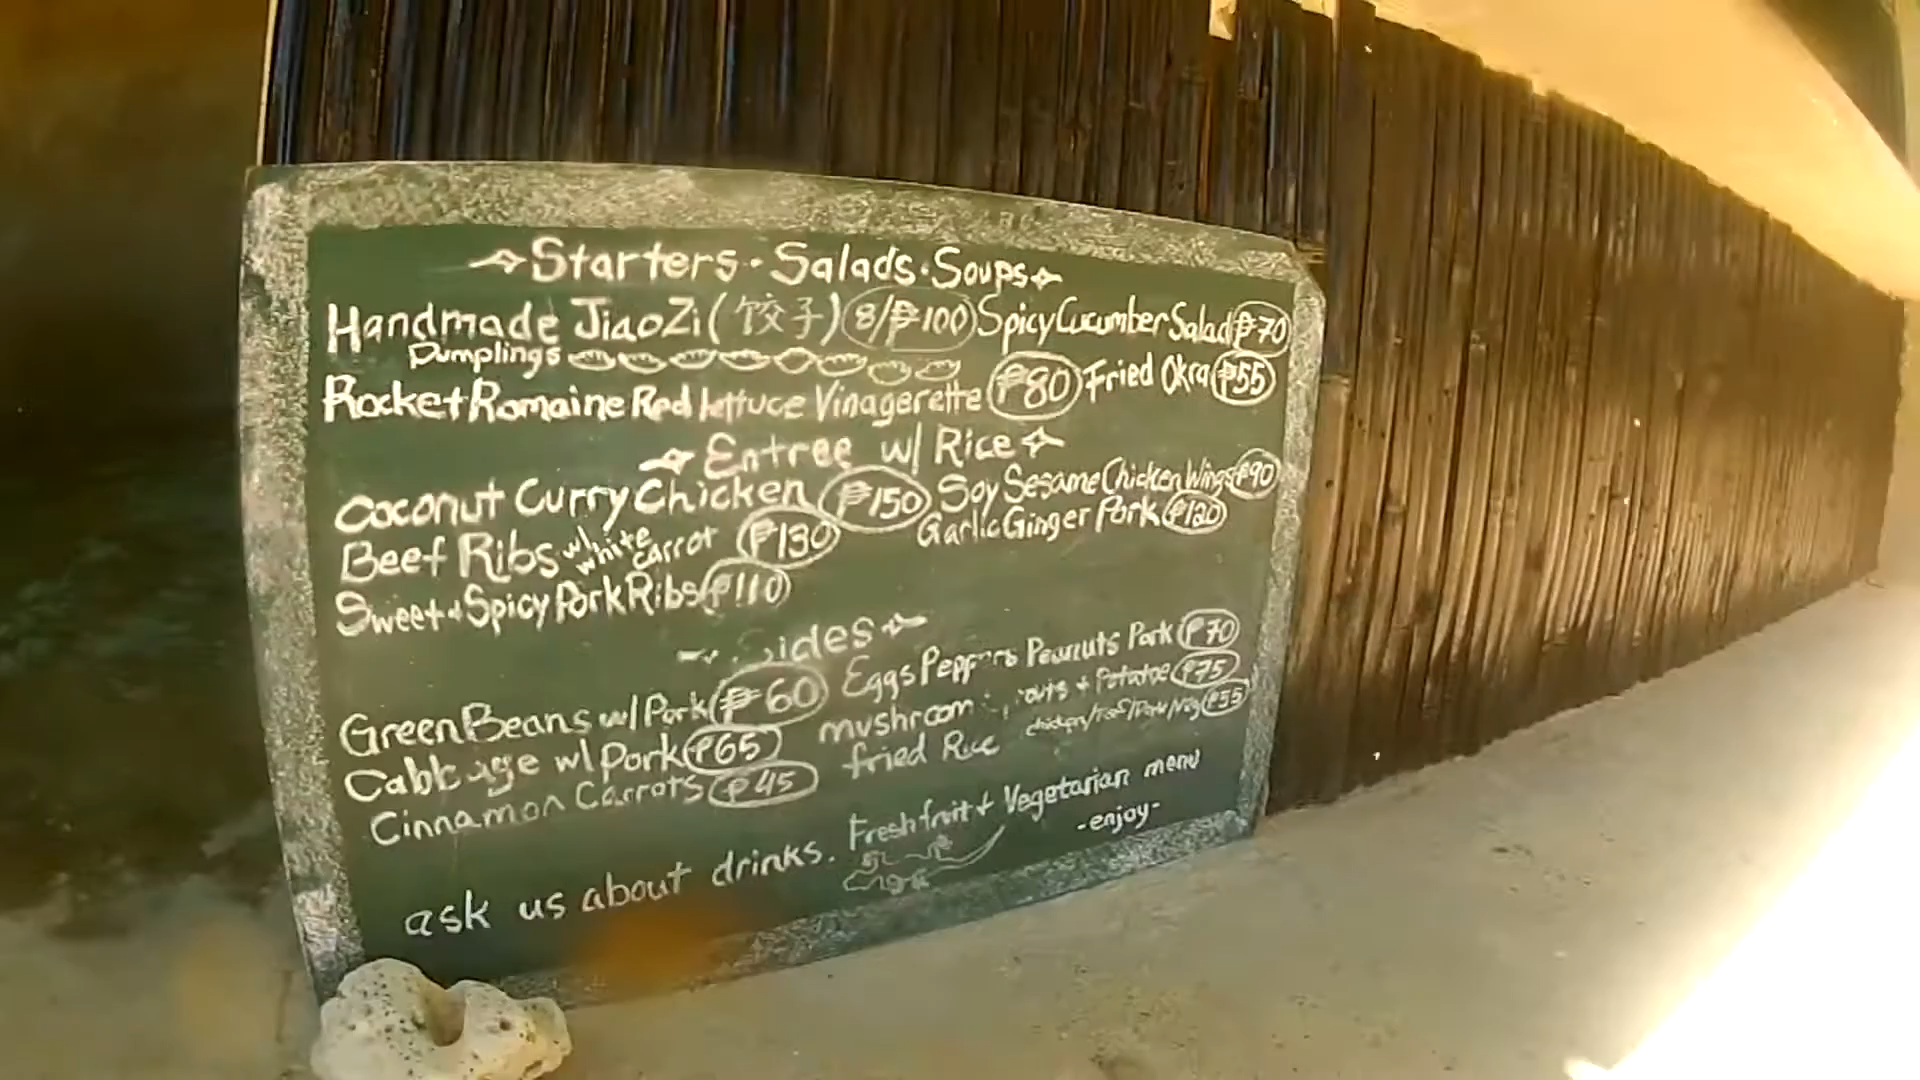 Starters · Salads · Soups
Handmade JiaoZi (饺子) 8/₱100 Spicy Cucumber Salad ₱70
Dumplings
Rocket Romaine Red lettuce Vinagerette ₱80 Fried Okra ₱55
Entree w/ Rice
Coconut Curry Chicken ₱150 Soy Sesame Chicken Wings ₱90
Beef Ribs w/ white carrot ₱130 Garlic Ginger Pork ₱120
Sweet + Spicy Pork Ribs ₱110
Sides
Green Beans w/ Pork ₱60 Eggs Peppers Peanuts Pork ₱70
Cabbage w/ Pork ₱65 mushroom + Potatoe ₱75
Cinnamon Carrots ₱45 fried Rice chicken/ ₱55
ask us about drinks. Fresh fruit + Vegetarian menu
-enjoy-